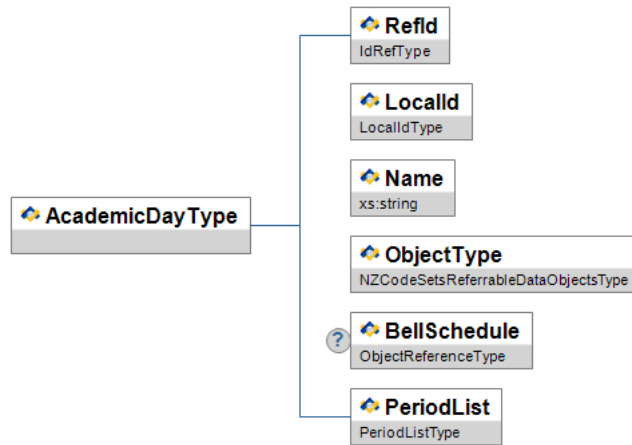 RefId
IdRefType
LocalId
LocalIdType
Name
xs:string
AcademicDayType
ObjectType
NZCodeSetsReferrableDataObjectsType
?
BellSchedule
ObjectReferenceType
PeriodList
PeriodListType